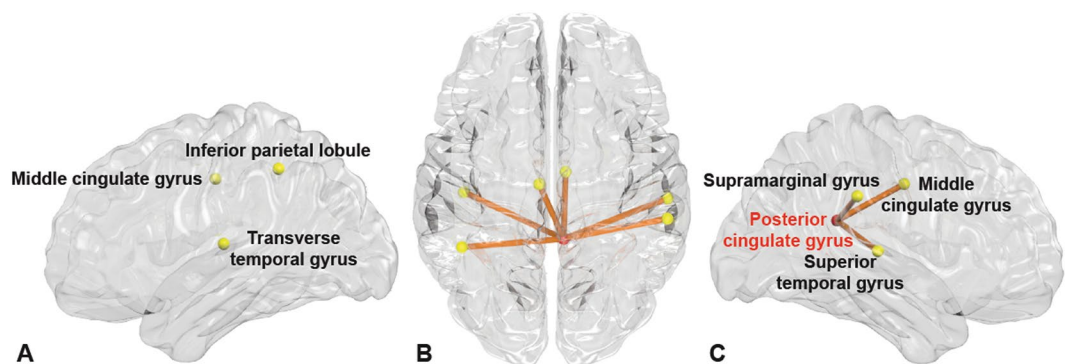 Inferior parietal lobule
Middle cingulate gyrus
Transverse
temporal gyrus
A
B
Supramarginal gyrus
Middle
cingulate gyrus
Posterior
cingulate gyrus
Superior
temporal gyrus
C